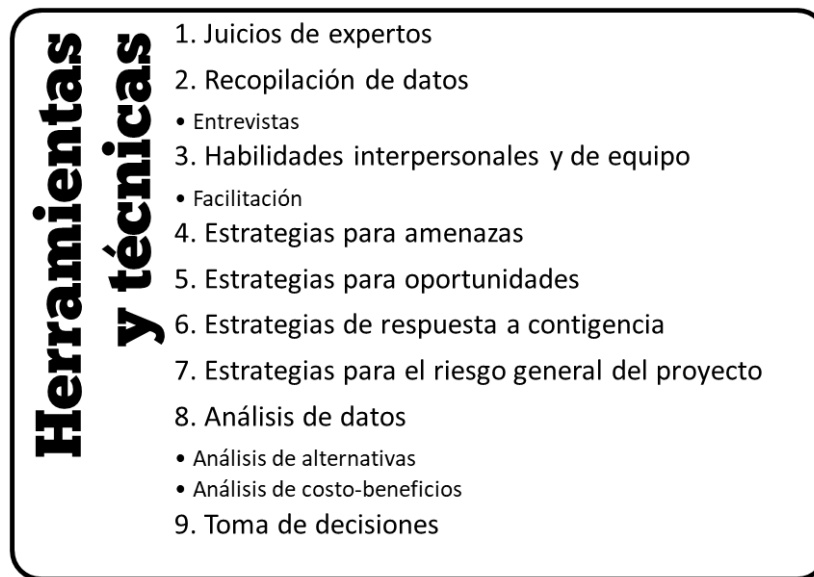 Herramientas
y técnicas
1. Juicios de expertos
2. Recopilación de datos
• Entrevistas
3. Habilidades interpersonales y de equipo
• Facilitación
4. Estrategias para amenazas
5. Estrategias para oportunidades
6. Estrategias de respuesta a contigencia
7. Estrategias para el riesgo general del proyecto
8. Análisis de datos
• Análisis de alternativas
• Análisis de costo-beneficios
9. Toma de decisiones